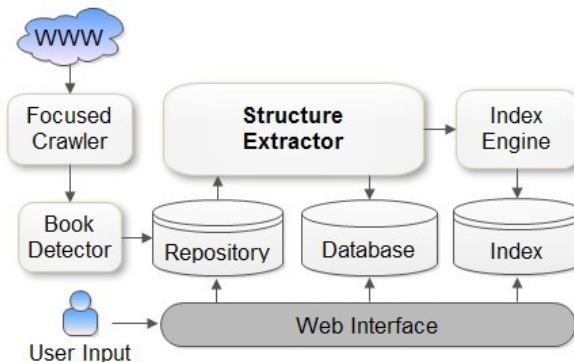 WWW
Focused
Crawler
Structure
Extractor
Index
Engine
Book
Detector
Repository
Database
Index
Web Interface
User Input